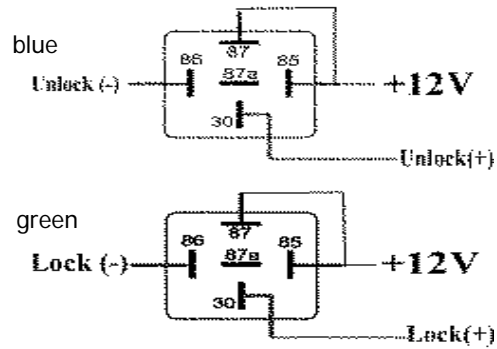 blue
87
86 87a 85
Unlock (-) +12V
30
Unlock(+)
green
87
86 87a 85
Lock (-) +12V
30
Lock(+)